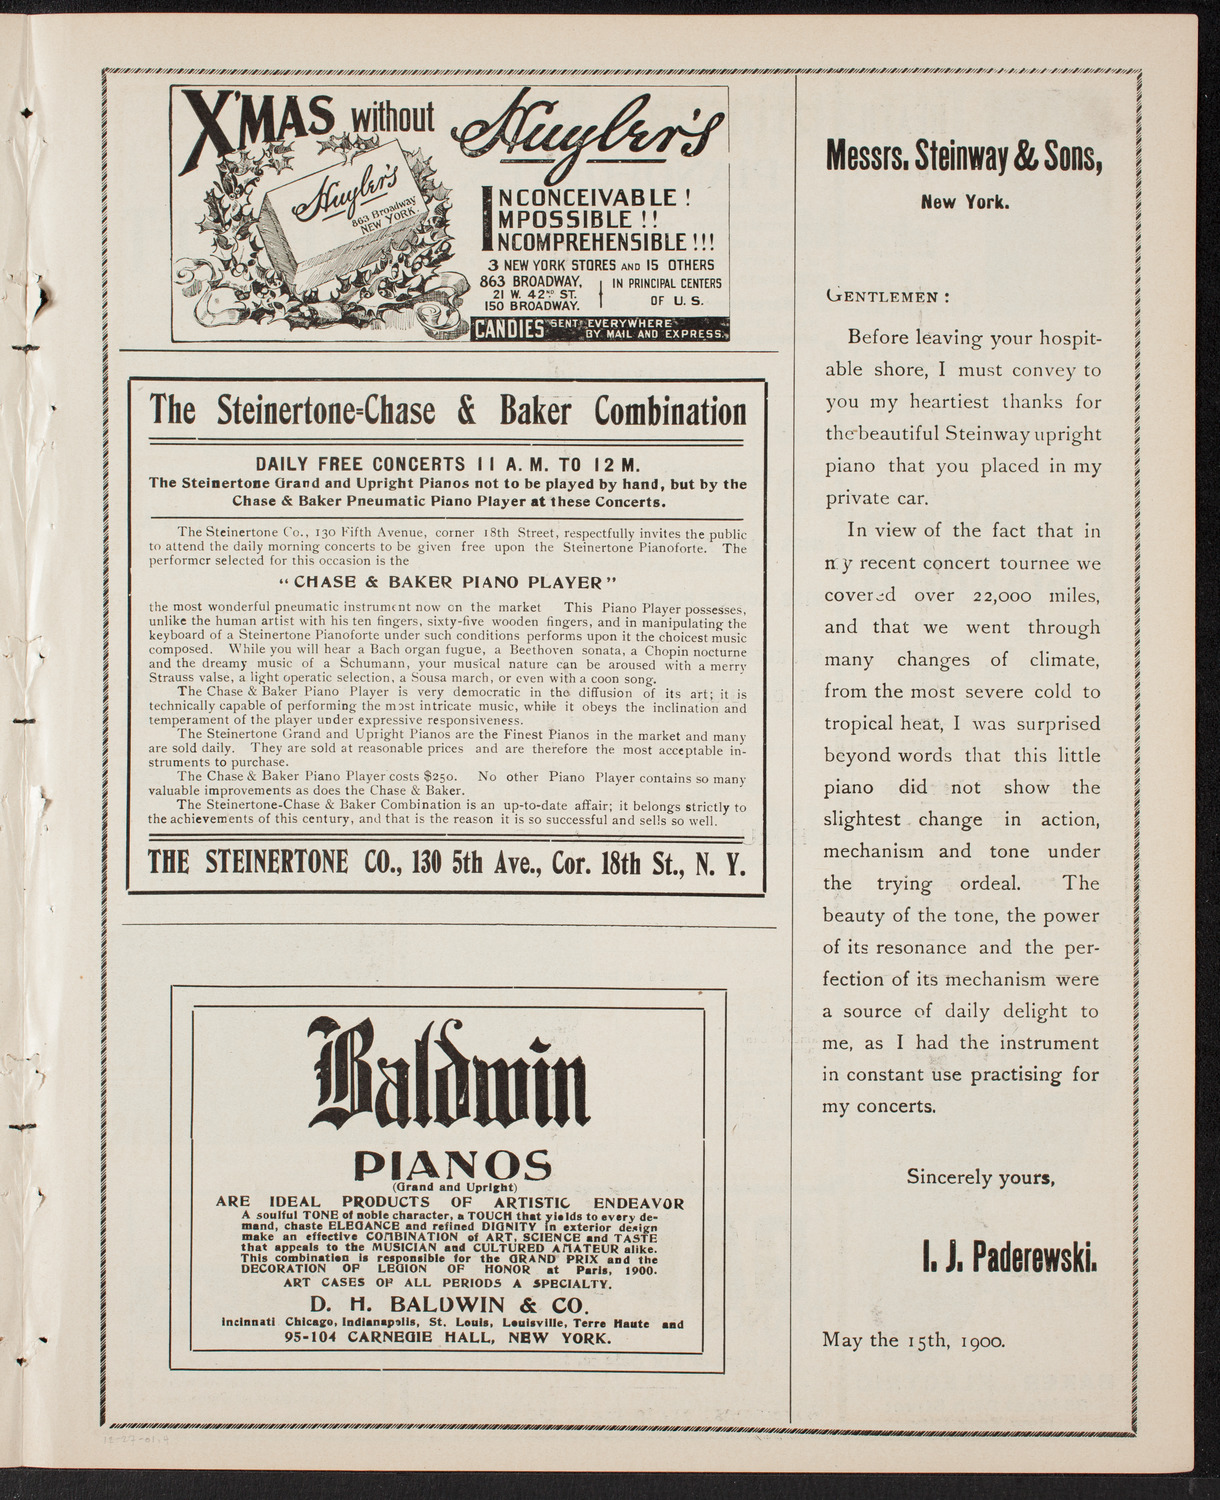 X'MAS without Huyler's
Huyler's
863 Broadway
NEW YORK.
INCONCEIVABLE!
IMPOSSIBLE!!
INCOMPREHENSIBLE!!!
3 NEW YORK STORES AND 15 OTHERS
863 BROADWAY,
21 W. 42ND ST.
150 BROADWAY.
IN PRINCIPAL CENTERS
OF U. S.
CANDIES SENT EVERYWHERE
BY MAIL AND EXPRESS.
The Steinertone=Chase & Baker Combination
DAILY FREE CONCERTS 11 A. M. TO 12 M.
The Steinertone Grand and Upright Pianos not to be played by hand, but by the
Chase & Baker Pneumatic Piano Player at these Concerts.
The Steinertone Co., 130 Fifth Avenue, corner 18th Street, respectfully invites the public
to attend the daily morning concerts to be given free upon the Steinertone Pianoforte. The
performer selected for this occasion is the
"CHASE & BAKER PIANO PLAYER"
the most wonderful pneumatic instrument now on the market This Piano Player possesses,
unlike the human artist with his ten fingers, sixty-five wooden fingers, and in manipulating the
keyboard of a Steinertone Pianoforte under such conditions performs upon it the choicest music
composed. While you will hear a Bach organ fugue, a Beethoven sonata, a Chopin nocturne
and the dreamy music of a Schumann, your musical nature can be aroused with a merry
Strauss valse, a light operatic selection, a Sousa march, or even with a coon song.
The Chase & Baker Piano Player is very democratic in the diffusion of its art; it is
technically capable of performing the most intricate music, while it obeys the inclination and
temperament of the player under expressive responsiveness.
The Steinertone Grand and Upright Pianos are the Finest Pianos in the market and many
are sold daily. They are sold at reasonable prices and are therefore the most acceptable in-
struments to purchase.
The Chase & Baker Piano Player costs $250. No other Piano Player contains so many
valuable improvements as does the Chase & Baker.
The Steinertone-Chase & Baker Combination is an up-to-date affair; it belongs strictly to
the achievements of this century, and that is the reason it is so successful and sells so well.
THE STEINERTONE CO., 130 5th Ave., Cor. 18th St., N. Y.
Baldwin
PIANOS
(Grand and Upright)
ARE IDEAL PRODUCTS OF ARTISTIC ENDEAVOR
A soulful TONE of noble character, a TOUCH that yields to every de-
mand, chaste ELEGANCE and refined DIGNITY in exterior design
make an effective COMBINATION of ART, SCIENCE and TASTE
that appeals to the MUSICIAN and CULTURED AMATEUR alike.
This combination is responsible for the GRAND PRIX and the
DECORATION OF LEGION OF HONOR at Paris, 1900.
ART CASES OF ALL PERIODS A SPECIALTY.
D. H. BALDWIN & CO.
incinnati Chicago, Indianapolis, St. Louis, Louisville, Terre Haute and
95-104 CARNEGIE HALL, NEW YORK.
Messrs. Steinway & Sons,
New York.
GENTLEMEN:
Before leaving your hospit-
able shore, I must convey to
you my heartiest thanks for
the beautiful Steinway upright
piano that you placed in my
private car.
In view of the fact that in
my recent concert tournee we
covered over 22,000 miles,
and that we went through
many changes of climate,
from the most severe cold to
tropical heat, I was surprised
beyond words that this little
piano did not show the
slightest change in action,
mechanism and tone under
the trying ordeal. The
beauty of the tone, the power
of its resonance and the per-
fection of its mechanism were
a source of daily delight to
me, as I had the instrument
in constant use practising for
my concerts.
Sincerely yours,
I. J. Paderewski.
May the 15th, 1900.